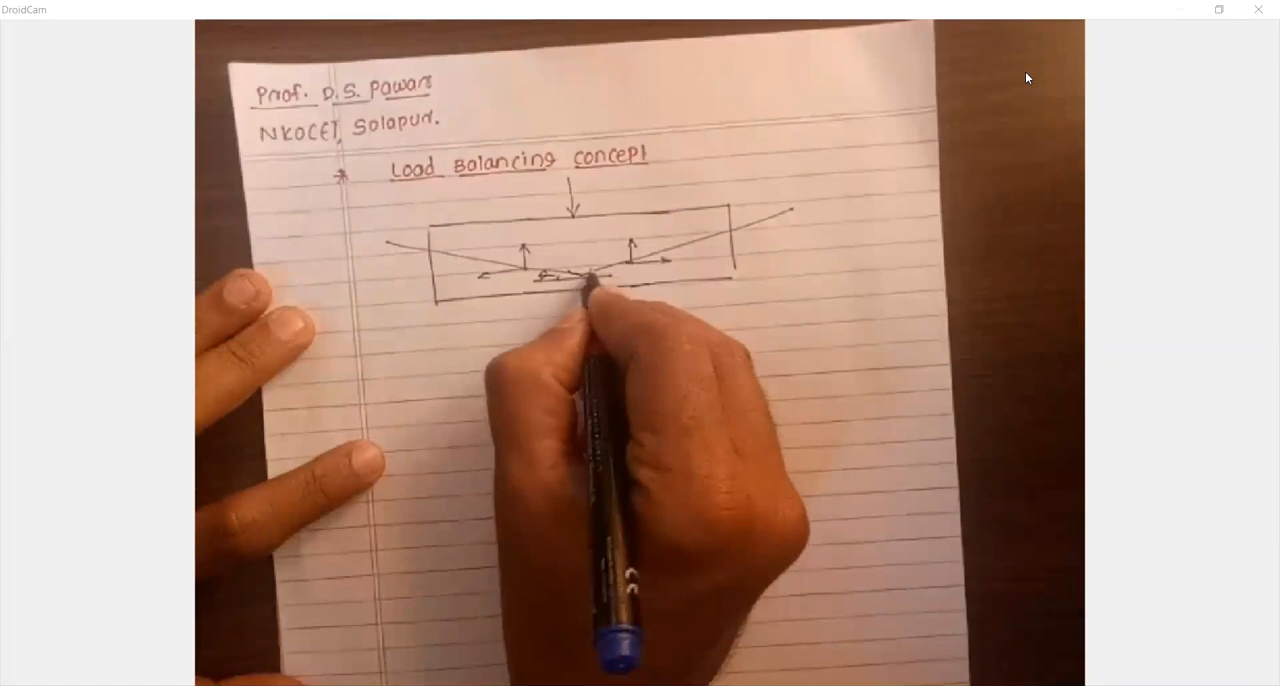 DroidCam
Prof. D.S. Pawar
NKOCET, Solapur.
* Load Balancing concept